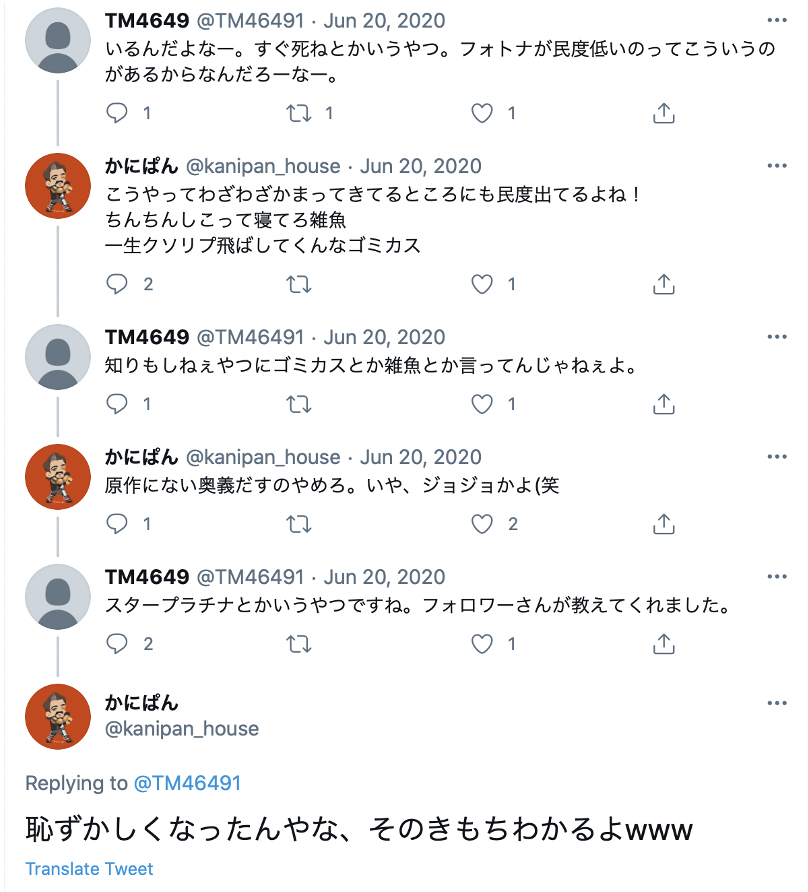 TM4649 @TM46491 · Jun 20, 2020
いるんだよなー。すぐ死ねとかいうやつ。フォトナが民度低いのってこういうの
があるからなんだろーなー。
1 1 1
かにぱん @kanipan_house · Jun 20, 2020
こうやってわざわざかまってきてるところにも民度出てるよね！
ちんちんしこって寝てろ雑魚
一生クソリプ飛ばしてくんなゴミカス
2 1
TM4649 @TM46491 · Jun 20, 2020
知りもしねぇやつにゴミカスとか雑魚とか言ってんじゃねぇよ。
1 1
かにぱん @kanipan_house · Jun 20, 2020
原作にない奥義だすのやめろ。いや、ジョジョかよ(笑
1 2
TM4649 @TM46491 · Jun 20, 2020
スタープラチナとかいうやつですね。フォロワーさんが教えてくれました。
2 1
かにぱん
@kanipan_house
Replying to @TM46491
恥ずかしくなったんやな、そのきもちわかるよwww
Translate Tweet